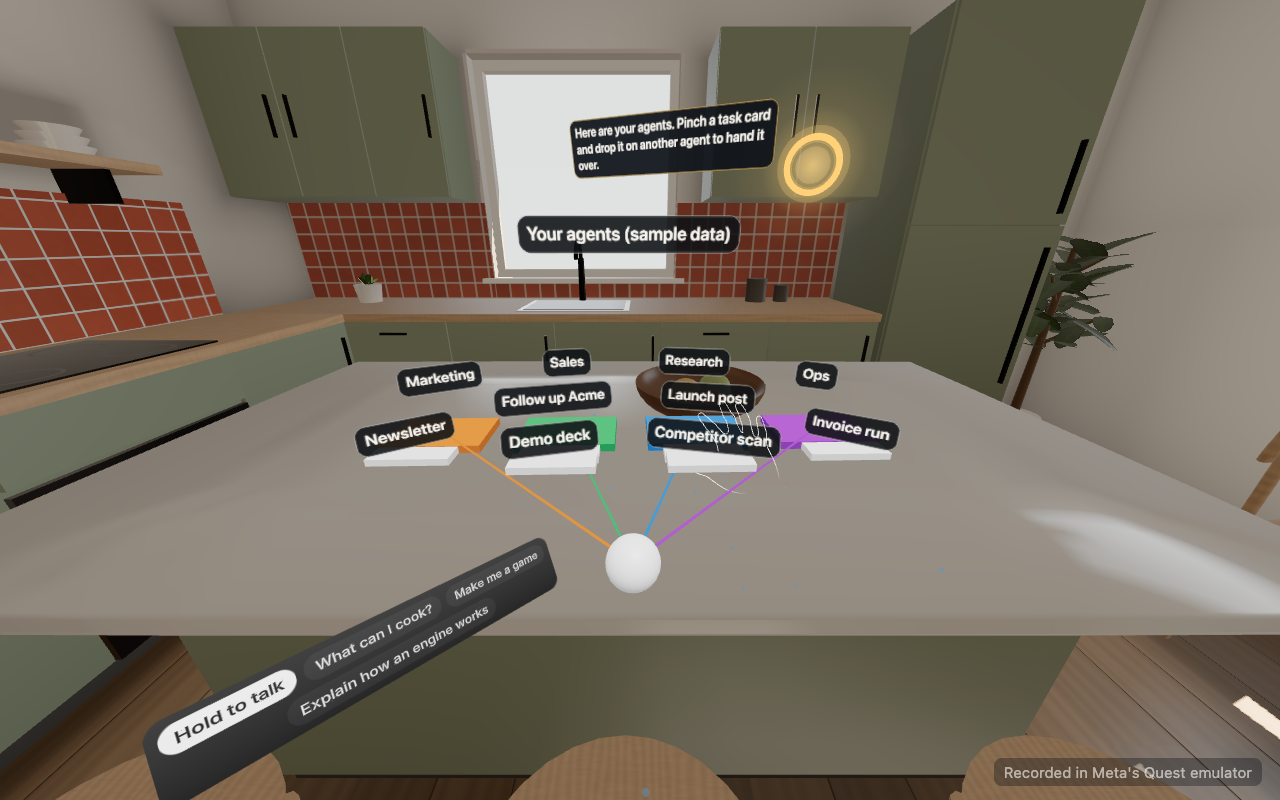 Here are your agents. Pinch a task card
and drop it on another agent to hand it
over.
Your agents (sample data)
Marketing
Sales
Research
Ops
Follow up Acme
Launch post
Newsletter
Demo deck
Competitor scan
Invoice run
Hold to talk
What can I cook?
Make me a game
Explain how an engine works
Recorded in Meta's Quest emulator